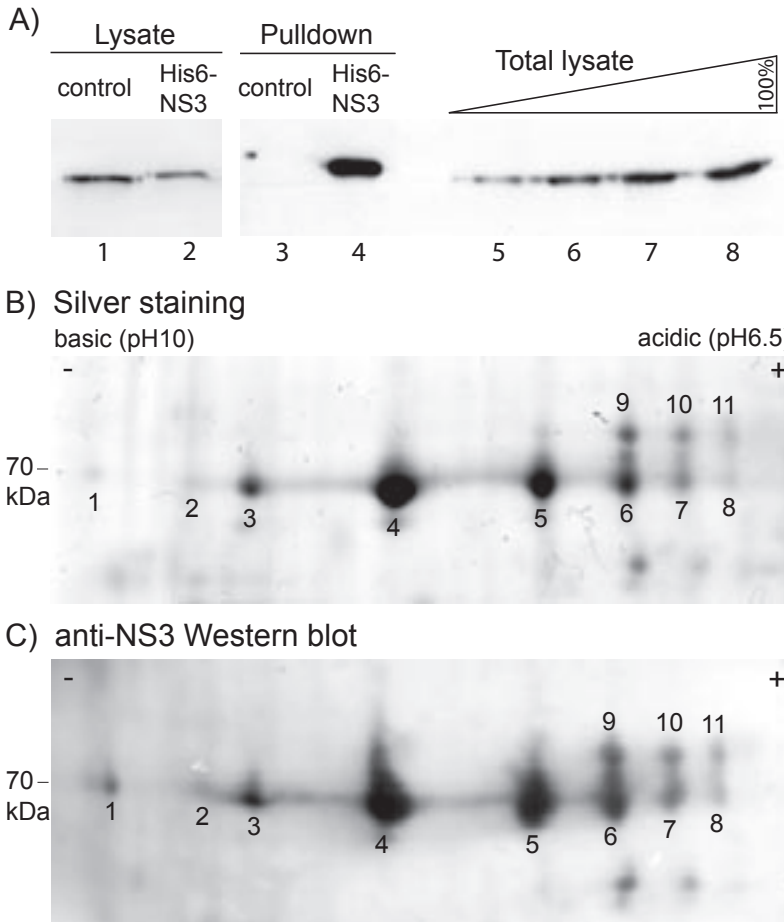 A)
Lysate Pulldown Total lysate
control His6-NS3 control His6-NS3 100%
1 2 3 4 5 6 7 8
B) Silver staining
basic (pH10) acidic (pH6.5
- +
9 10 11
70
kDa
1 2 3 4 5 6 7 8
C) anti-NS3 Western blot
- +
9 10 11
70
kDa
1 2 3 4 5 6 7 8